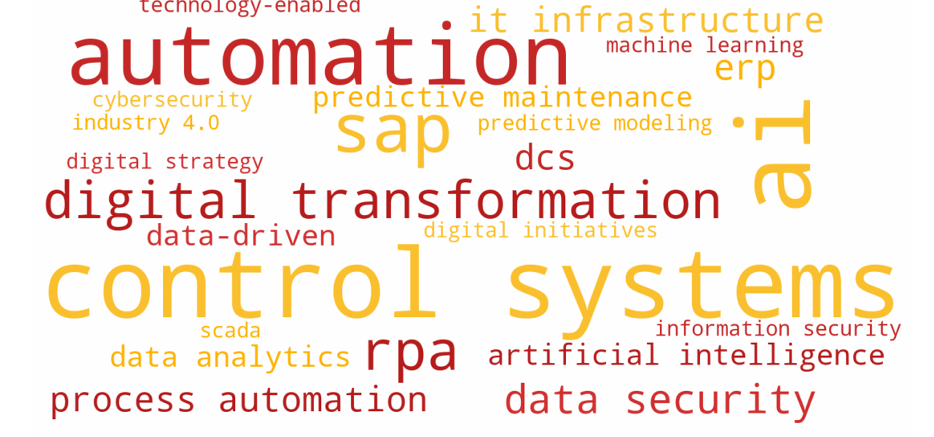 technology-enabled
it infrastructure
automation
machine learning
erp
cybersecurity
predictive maintenance
ai
industry 4.0
sap
predictive modeling
digital strategy
dcs
digital transformation
data-driven
digital initiatives
control systems
scada
information security
data analytics
rpa
artificial intelligence
process automation
data security